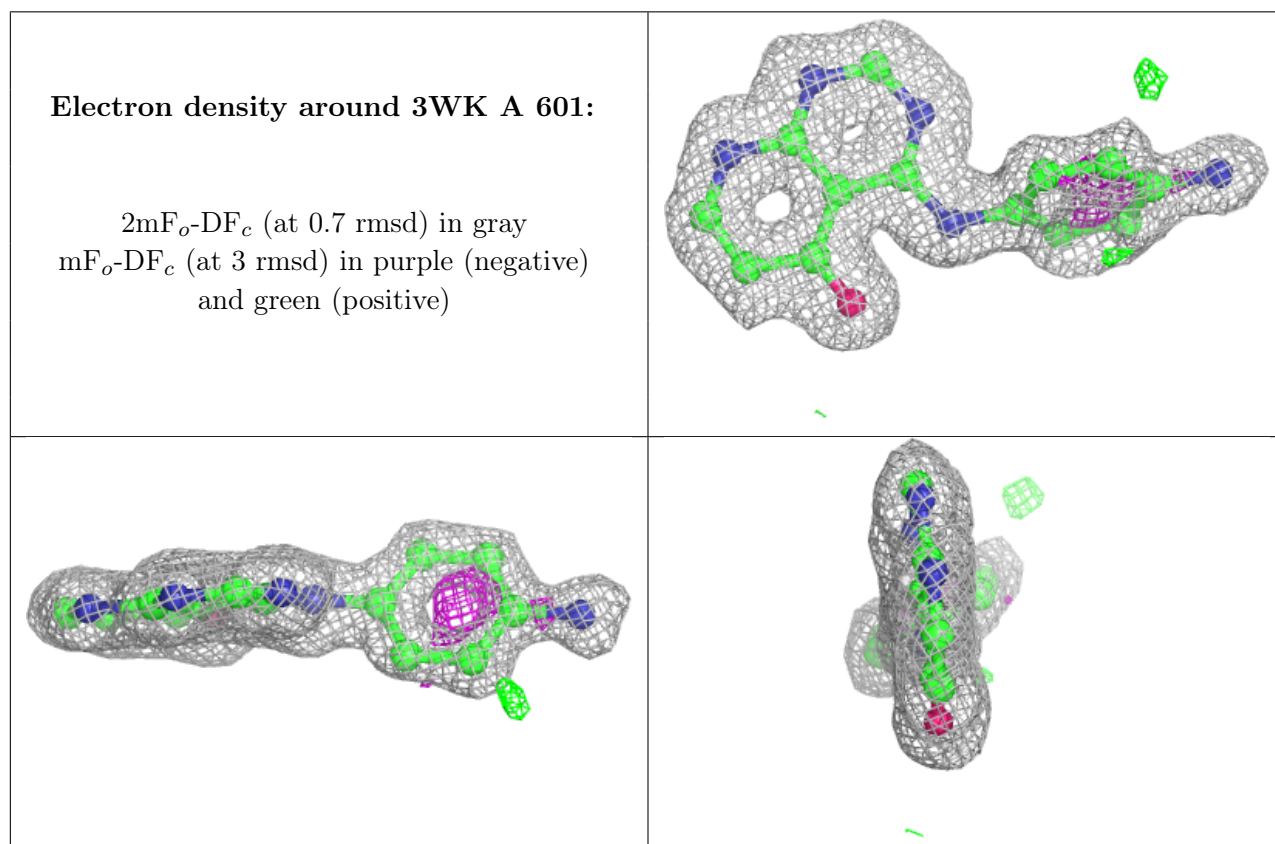 Electron density around 3WK A 601:
2mFo-DFc (at 0.7 rmsd) in gray
mFo-DFc (at 3 rmsd) in purple (negative)
and green (positive)